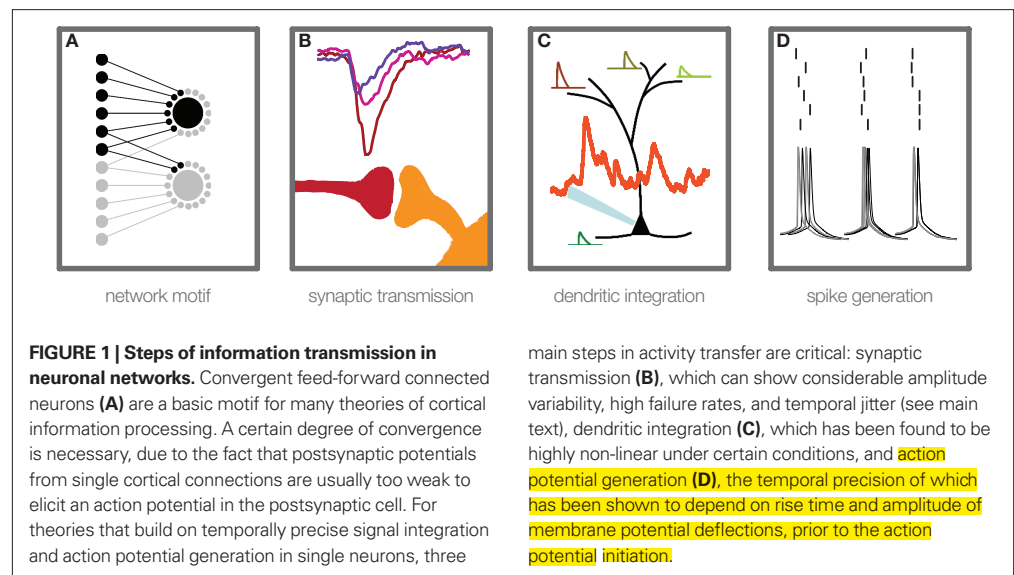 A
B
C
D
network motif
synaptic transmission
dendritic integration
spike generation
FIGURE 1 | Steps of information transmission in
neuronal networks. Convergent feed-forward connected
neurons (A) are a basic motif for many theories of cortical
information processing. A certain degree of convergence
is necessary, due to the fact that postsynaptic potentials
from single cortical connections are usually too weak to
elicit an action potential in the postsynaptic cell. For
theories that build on temporally precise signal integration
and action potential generation in single neurons, three
main steps in activity transfer are critical: synaptic
transmission (B), which can show considerable amplitude
variability, high failure rates, and temporal jitter (see main
text), dendritic integration (C), which has been found to be
highly non-linear under certain conditions, and action
potential generation (D), the temporal precision of which
has been shown to depend on rise time and amplitude of
membrane potential deflections, prior to the action
potential initiation.